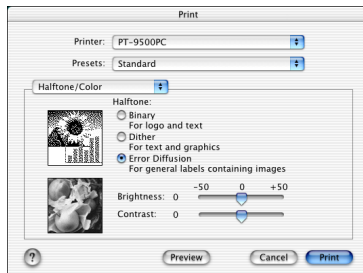 Print
Printer: PT-9500PC
Presets: Standard
Halftone/Color
Halftone:
Binary
For logo and text
Dither
For text and graphics
Error Diffusion
For general labels containing images
-50 0 +50
Brightness: 0
Contrast: 0
? Preview Cancel Print